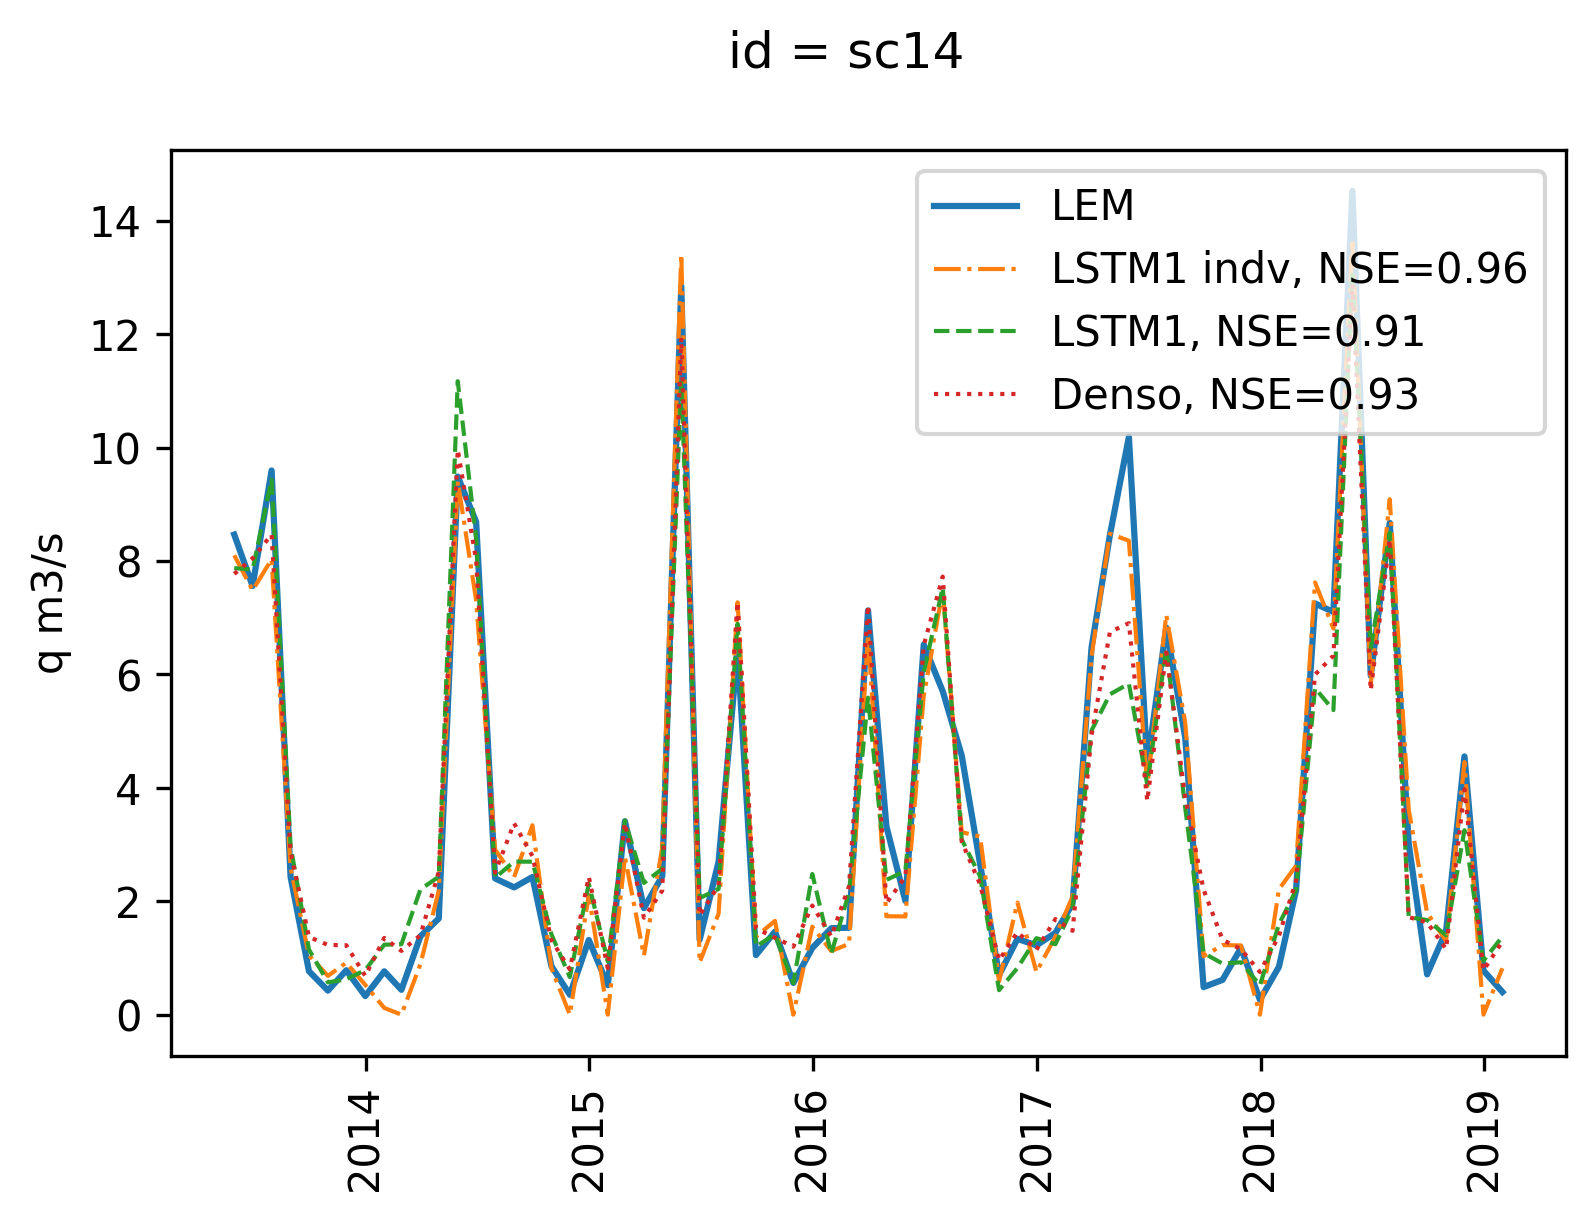 id = sc14
LEM
LSTM1 indv, NSE=0.96
LSTM1, NSE=0.91
Denso, NSE=0.93
q m3/s
14
12
10
8
6
4
2
0
2014
2015
2016
2017
2018
2019